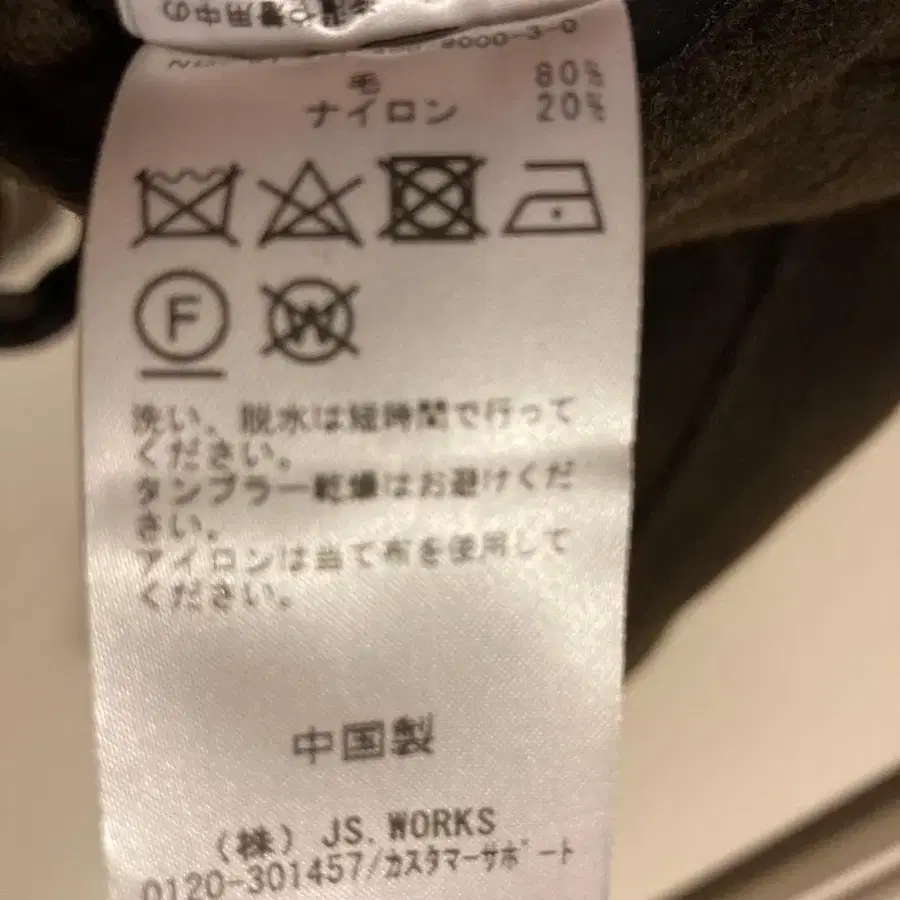 毛 80%
ナイロン 20%
F
W
洗い、脱水は短時間で行って
ください。
タンブラー乾燥はお避けくだ
さい。
アイロンは当て布を使用して
ください。
中国製
(株) JS.WORKS
0120-301457/カスタマーサポート